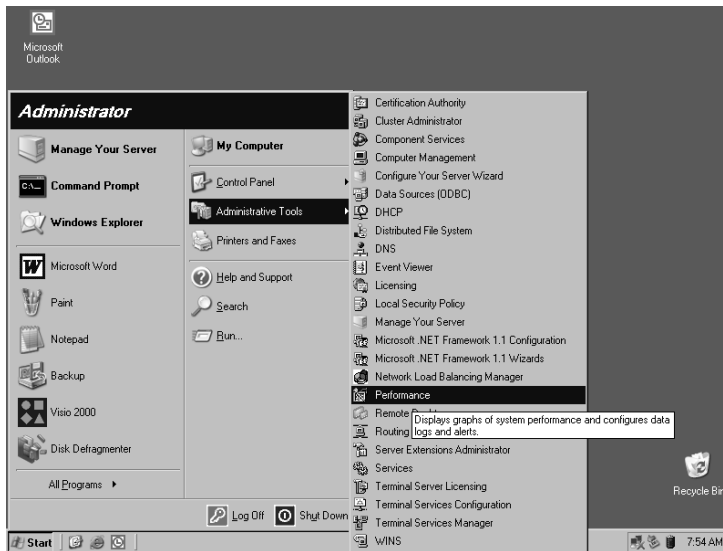 Microsoft
Outlook
Administrator
Manage Your Server
Command Prompt
Windows Explorer
Microsoft Word
Paint
Notepad
Backup
Visio 2000
Disk Defragmenter
All Programs
My Computer
Control Panel
Administrative Tools
Printers and Faxes
Help and Support
Search
Run...
Log Off
Shut Down
Certification Authority
Cluster Administrator
Component Services
Computer Management
Configure Your Server Wizard
Data Sources (ODBC)
DHCP
Distributed File System
DNS
Event Viewer
Licensing
Local Security Policy
Manage Your Server
Microsoft .NET Framework 1.1 Configuration
Microsoft .NET Framework 1.1 Wizards
Network Load Balancing Manager
Performance
Remote
Displays graphs of system performance and configures data
logs and alerts.
Routing
Server Extensions Administrator
Services
Terminal Server Licensing
Terminal Services Configuration
Terminal Services Manager
WINS
Recycle Bin
Start
7:54 AM